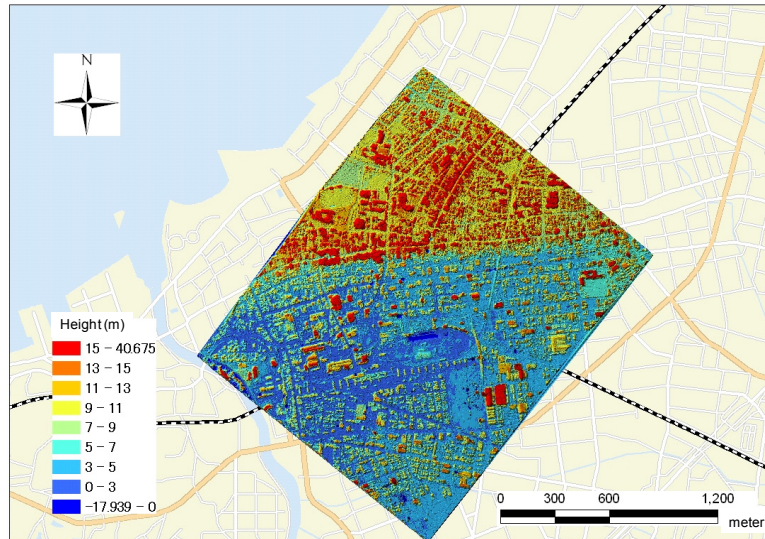 N
Height (m)
15 – 40.675
13 – 15
11 – 13
9 – 11
7 – 9
5 – 7
3 – 5
0 – 3
-17.939 – 0
0 300 600 1,200
meter